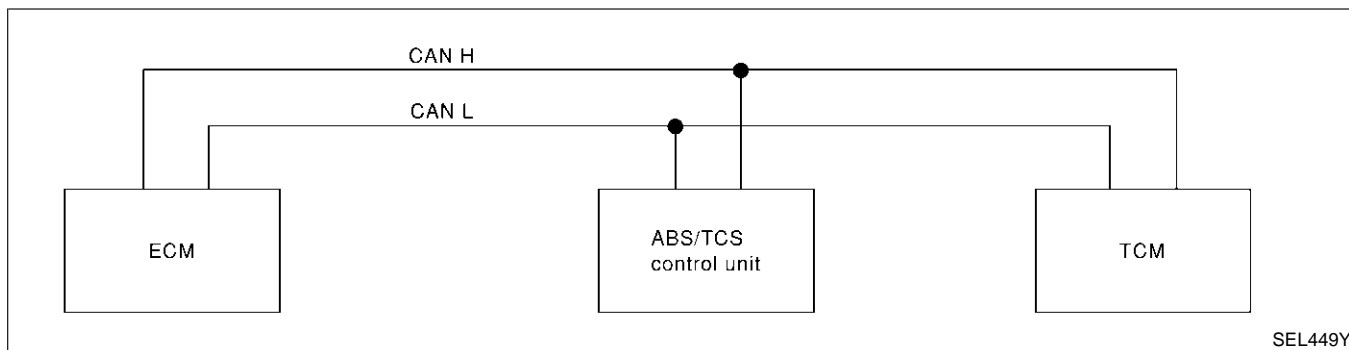 CAN H
CAN L
ECM
ABS/TCS
control unit
TCM
SEL449Y